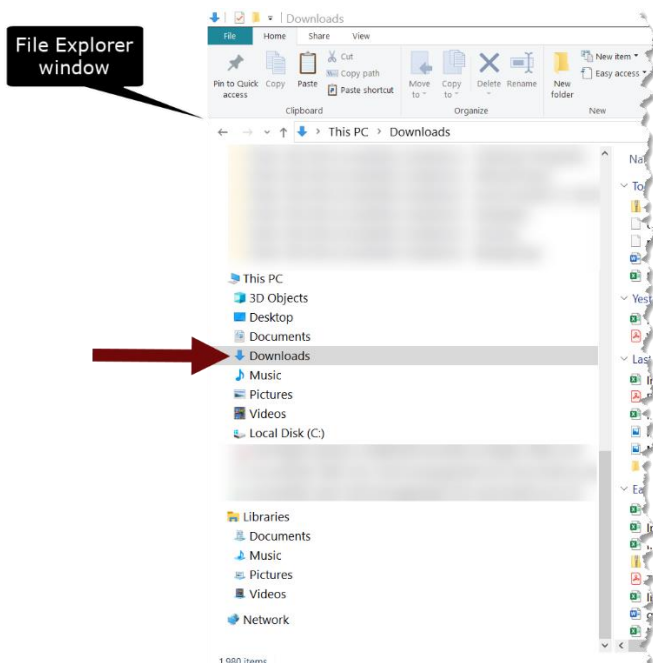 Downloads
File Explorer
window
File Home Share View
Pin to Quick
access
Copy
Paste
Cut
Copy path
Paste shortcut
Clipboard
Move
to
Copy
to
Delete
Rename
Organize
New
folder
New item
Easy access
New
This PC > Downloads
This PC
3D Objects
Desktop
Documents
Downloads
Music
Pictures
Videos
Local Disk (C:)
Libraries
Documents
Music
Pictures
Videos
Network
1,980 items